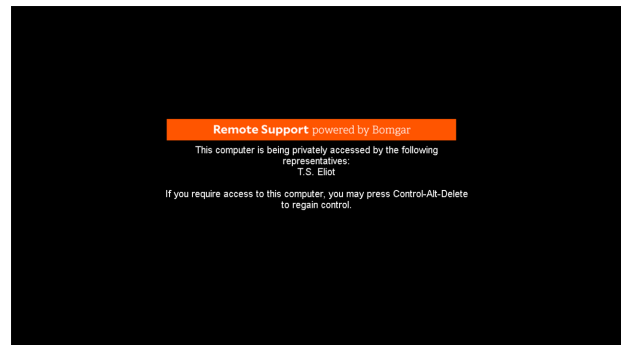 Remote Support powered by Bomgar
This computer is being privately accessed by the following
representatives:
T.S. Eliot
If you require access to this computer, you may press Control-Alt-Delete
to regain control.